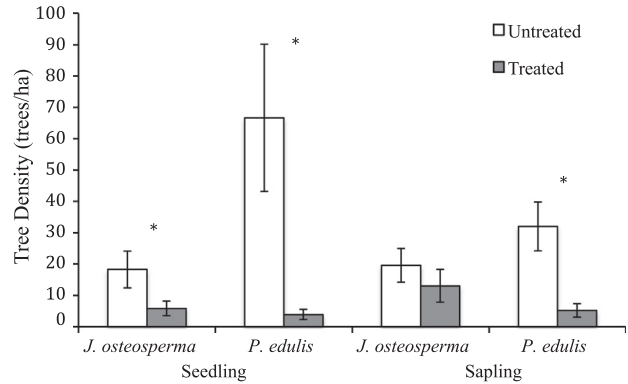 100
90
80
70
60
50
40
30
20
10
0
Tree Density (trees/ha)
Untreated
Treated
*
*
*
J. osteosperma P. edulis J. osteosperma P. edulis
Seedling Sapling